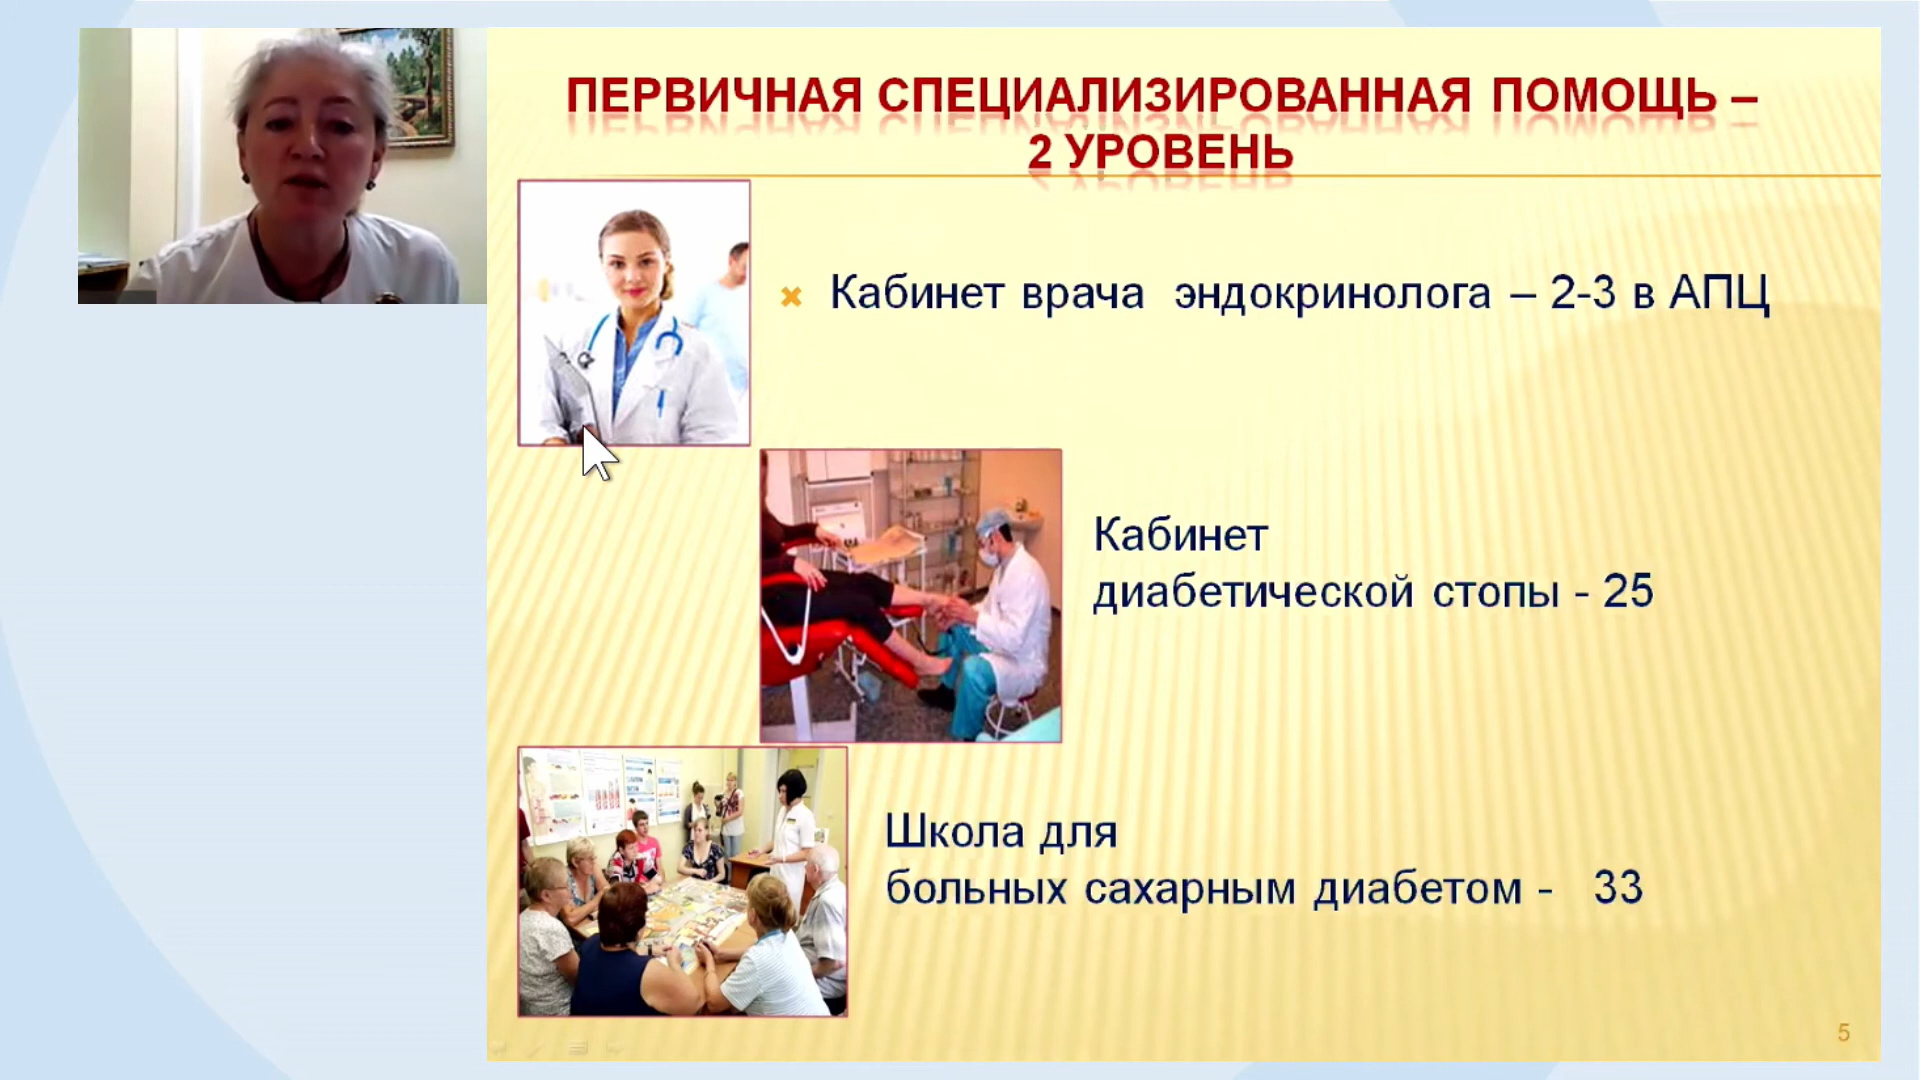 ПЕРВИЧНАЯ СПЕЦИАЛИЗИРОВАННАЯ ПОМОЩЬ –
2 УРОВЕНЬ
Кабинет врача эндокринолога – 2-3 в АПЦ
Кабинет
диабетической стопы - 25
Школа для
больных сахарным диабетом - 33
5